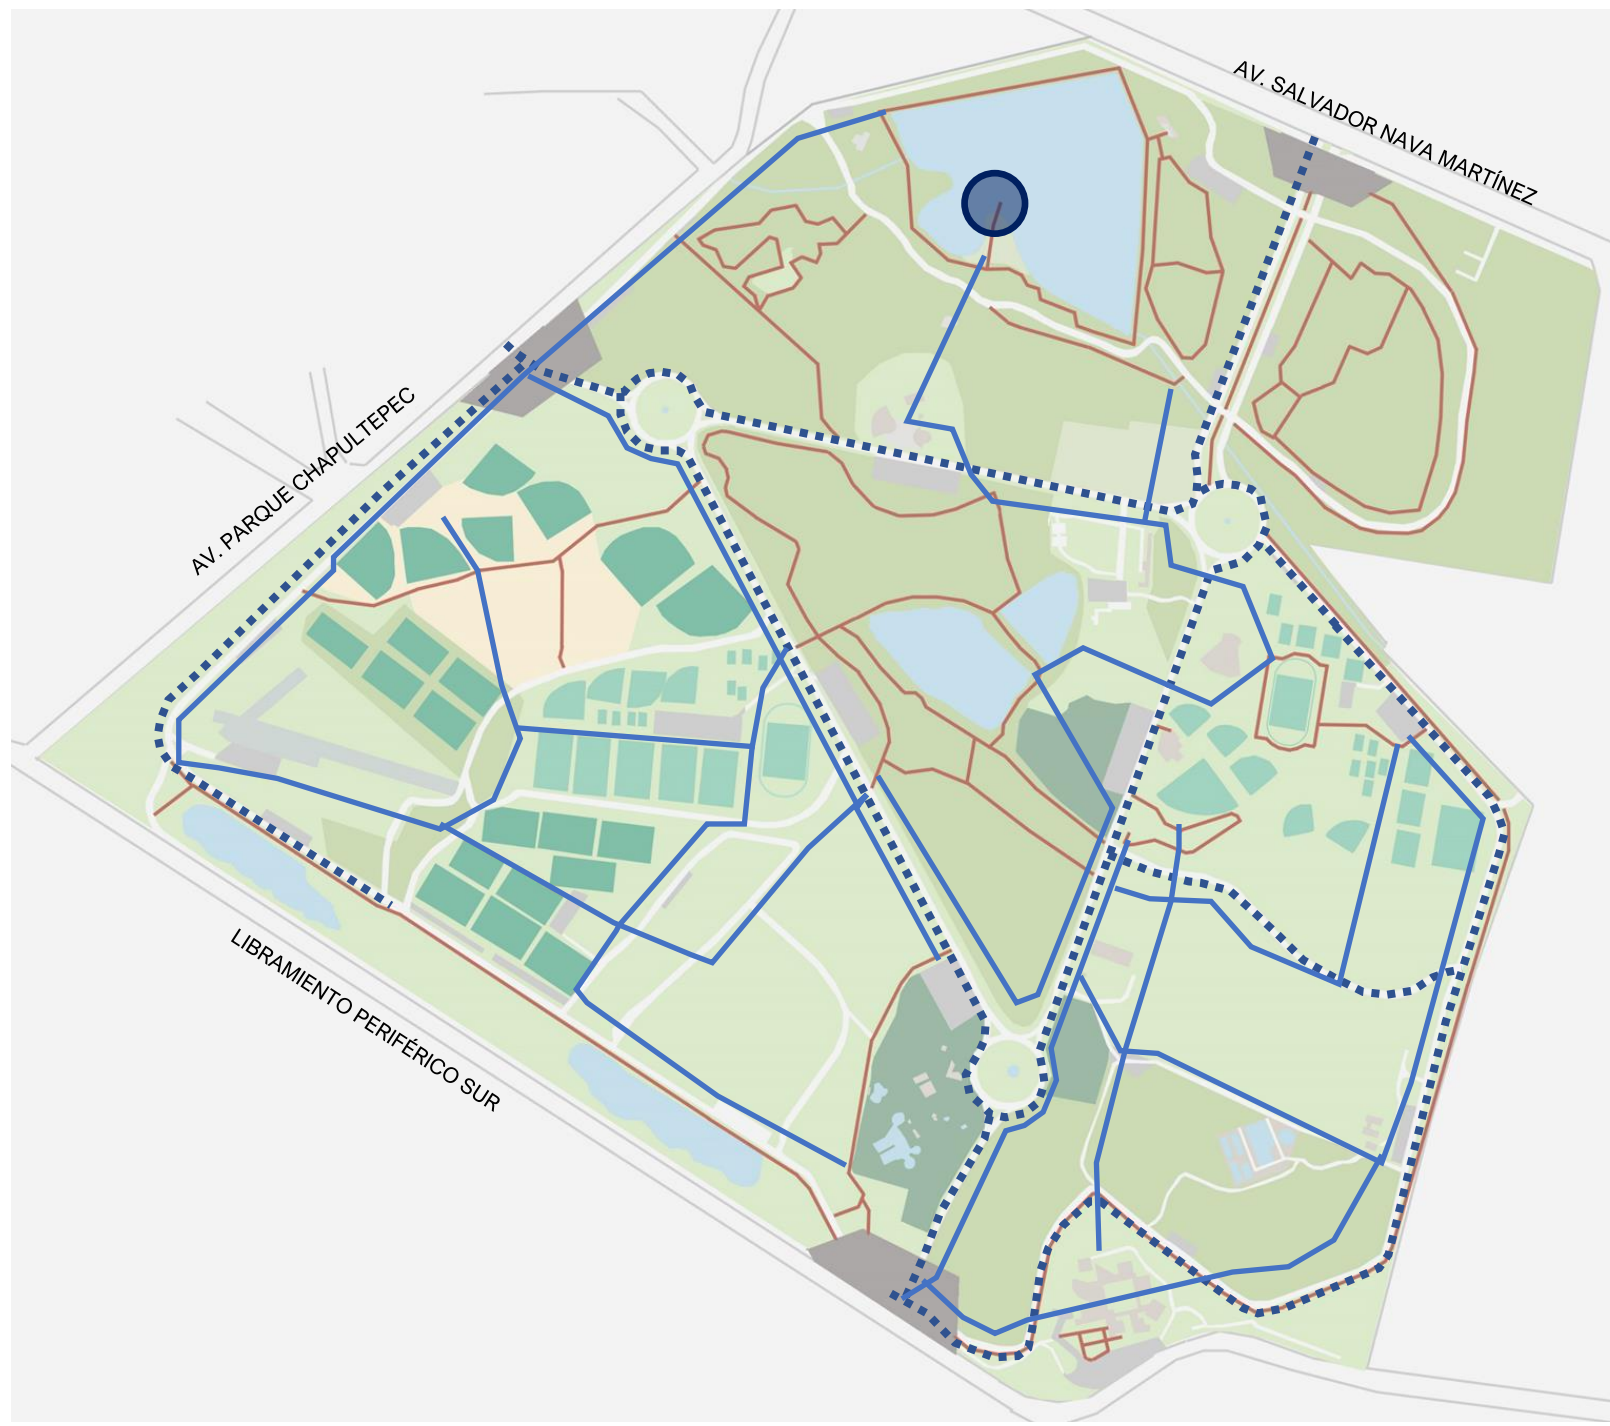 AV. SALVADOR NAVA MARTÍNEZ
AV. PARQUE CHAPULTEPEC
LIBRAMIENTO PERIFÉRICO SUR